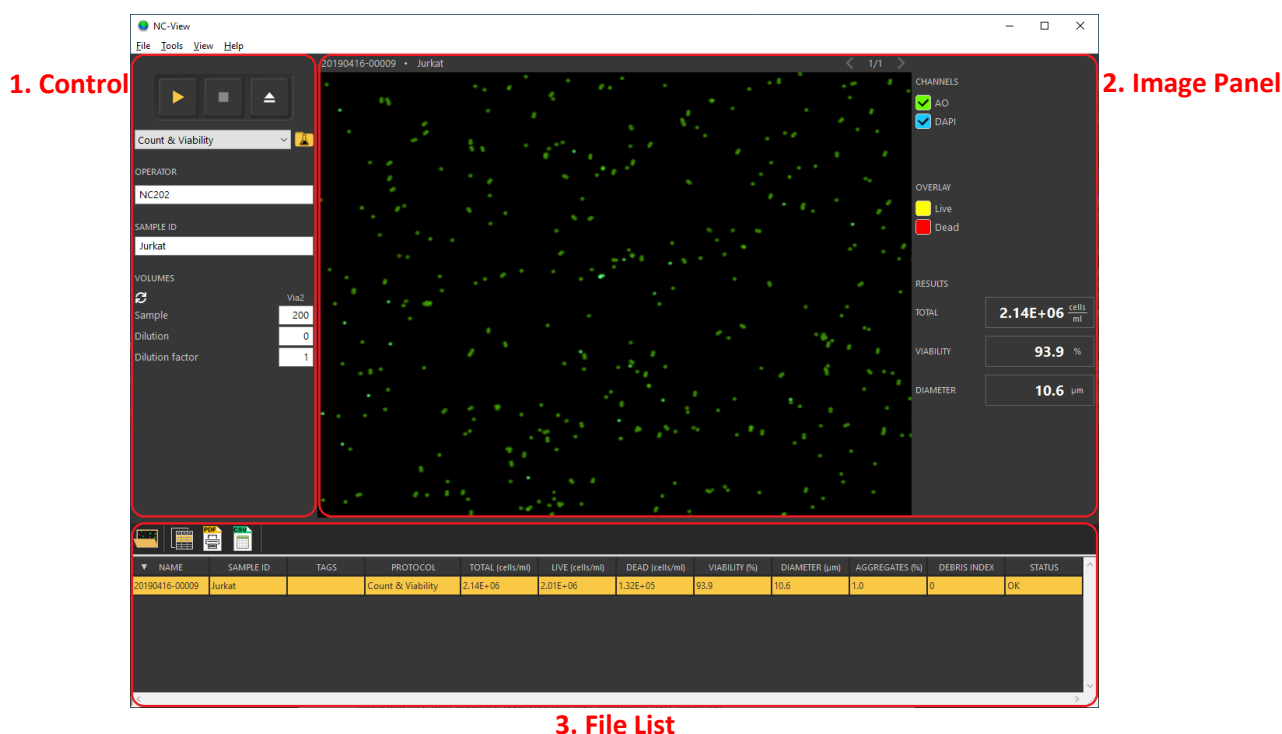 NC-View
File Tools View Help
1. Control
2. Image Panel
Count & Viability
OPERATOR
NC202
SAMPLE ID
Jurkat
VOLUMES
Via2
Sample 200
Dilution 0
Dilution factor 1
20190416-00009 • Jurkat
1/1
CHANNELS
AO
DAPI
OVERLAY
Live
Dead
RESULTS
TOTAL 2.14E+06 cells
ml
VIABILITY 93.9 %
DIAMETER 10.6 µm
PDF CSV
NAME SAMPLE ID TAGS PROTOCOL TOTAL (cells/ml) LIVE (cells/ml) DEAD (cells/ml) VIABILITY (%) DIAMETER (µm) AGGREGATES (%) DEBRIS INDEX STATUS
20190416-00009 Jurkat Count & Viability 2.14E+06 2.01E+06 1.32E+05 93.9 10.6 1.0 0 OK
3. File List